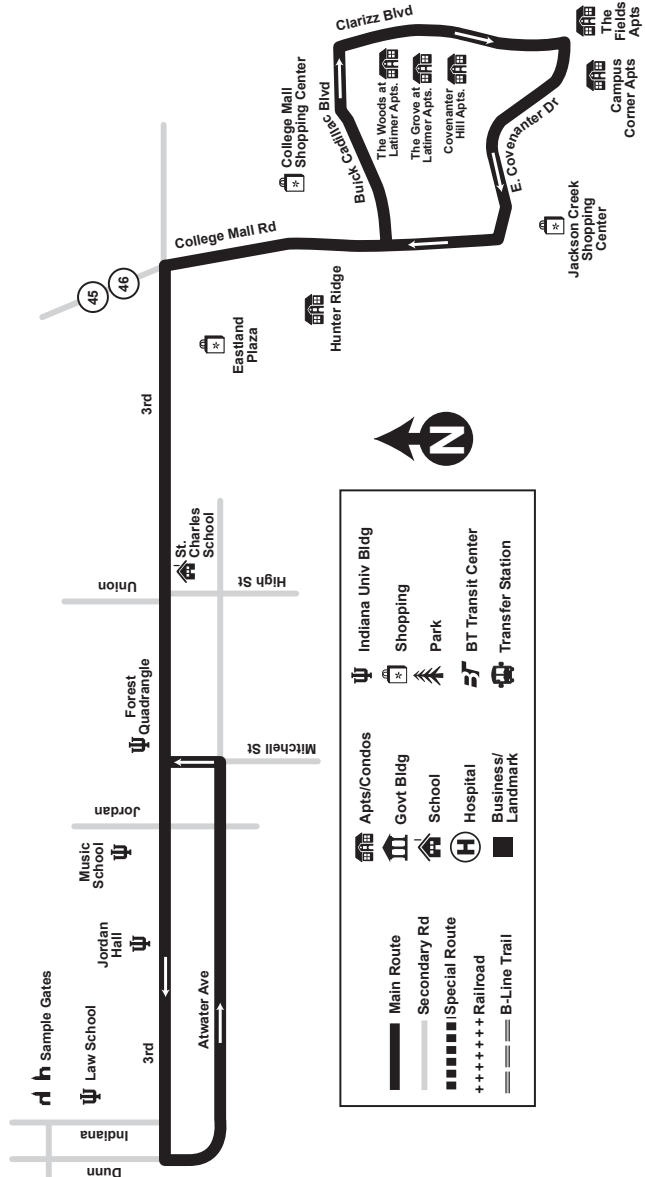 Clarizz Blvd
The
Fields
Apts
Campus
Corner Apts
The Woods at
Latimer Apts.
The Grove at
Latimer Apts.
Covenanter
Hill Apts.
College Mall
Shopping Center
Buick Cadillac Blvd
E. Covenanter Dr
Jackson Creek
Shopping
Center
College Mall Rd
45
46
Hunter Ridge
Eastland
Plaza
3rd
St.
Charles
School
Union
High St
Forest
Quadrangle
Mitchell St
Jordan
Music
School
Jordan
Hall
Sample Gates
Law School
3rd
Atwater Ave
Indiana
Dunn
N
Main Route
Secondary Rd
Special Route
Railroad
B-Line Trail
Apts/Condos
Govt Bldg
School
H Hospital
Business/
Landmark
Indiana Univ Bldg
Shopping
Park
BT BT Transit Center
Transfer Station